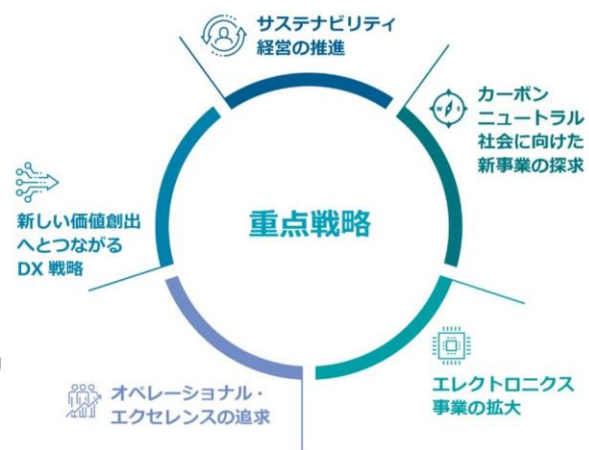 サステナビリティ
経営の推進
カーボン
ニュートラル
社会に向けた
新事業の探求
W E
重点戦略
新しい価値創出
へとつながる
DX 戦略
エレクトロニクス
事業の拡大
オペレーショナル・
エクセレンスの追求